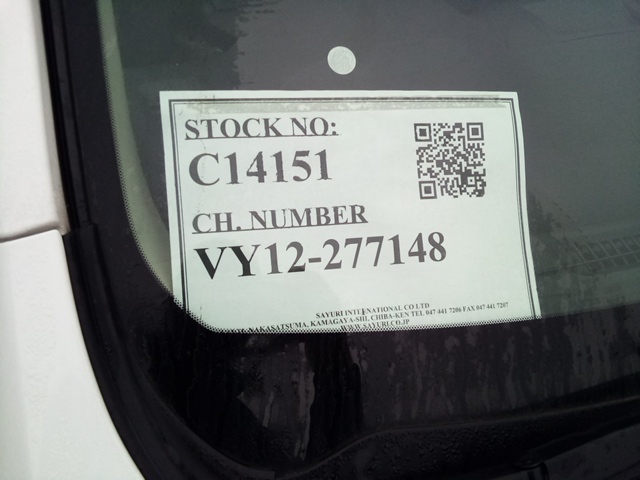 STOCK NO:
C14151
CH. NUMBER
VY12-277148
SAYURI INTERNATIONAL CO LTD
NAKASATSUMA, KAMAGAYA-SHI, CHIBA-KEN TEL 047 441 7206 FAX 047 441 7207
WWW.SAYURI.CO.JP